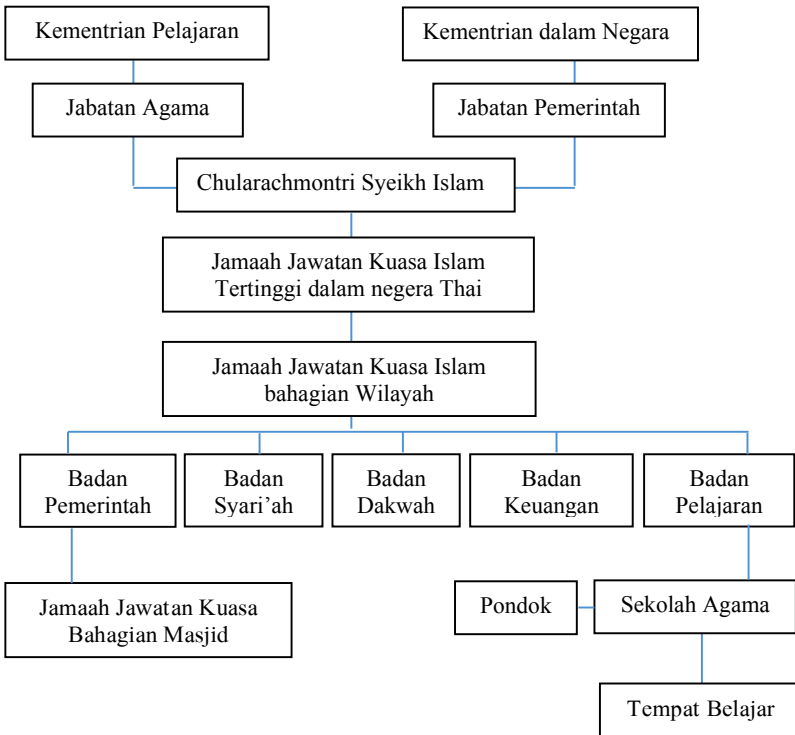 Kementrian Pelajaran
Kementrian dalam Negara
Jabatan Agama
Jabatan Pemerintah
Chularachmontri Syeikh Islam
Jamaah Jawatan Kuasa Islam
Tertinggi dalam negera Thai
Jamaah Jawatan Kuasa Islam
bahagian Wilayah
Badan
Pemerintah
Badan
Syari’ah
Badan
Dakwah
Badan
Keuangan
Badan
Pelajaran
Jamaah Jawatan Kuasa
Bahagian Masjid
Pondok
Sekolah Agama
Tempat Belajar